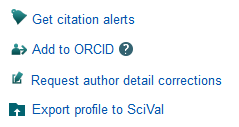 Get citation alerts
Add to ORCID ?
Request author detail corrections
Export profile to SciVal